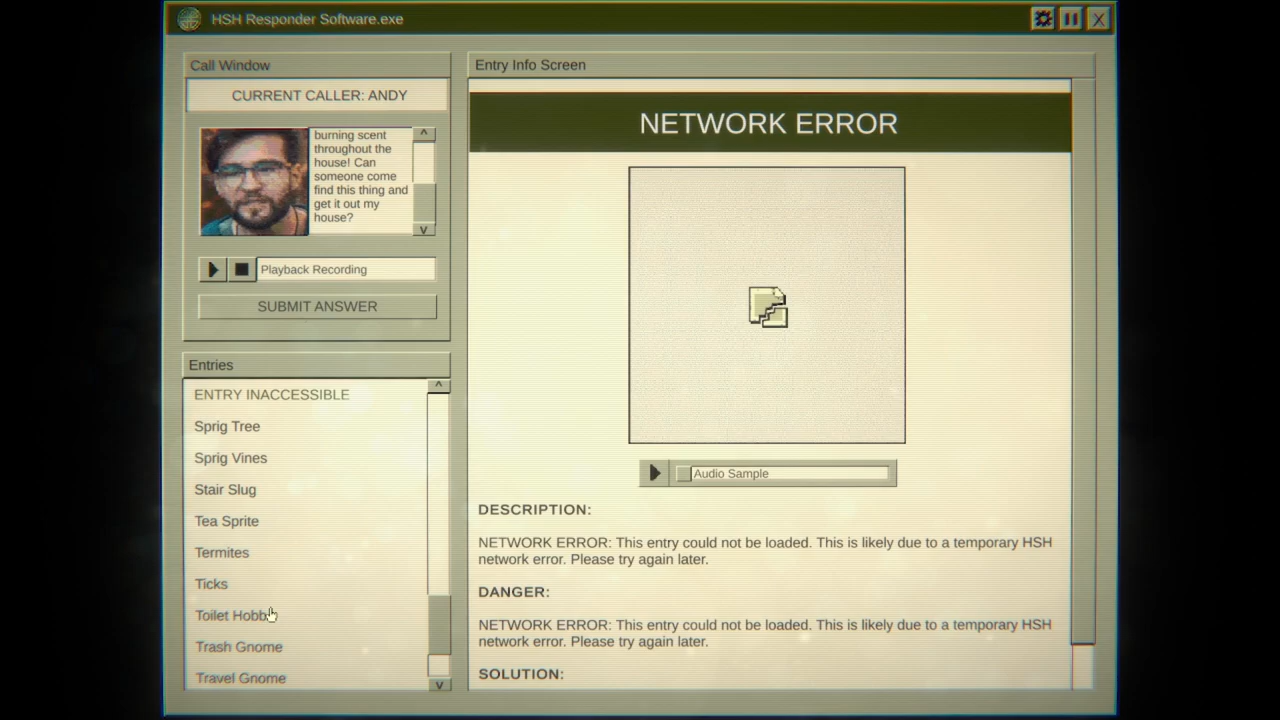 HSH Responder Software.exe
Call Window
CURRENT CALLER: ANDY
burning scent
throughout the
house! Can
someone come
find this thing and
get it out my
house?
Playback Recording
SUBMIT ANSWER
Entries
ENTRY INACCESSIBLE
Sprig Tree
Sprig Vines
Stair Slug
Tea Sprite
Termites
Ticks
Toilet Hobb
Trash Gnome
Travel Gnome
Entry Info Screen
NETWORK ERROR
Audio Sample
DESCRIPTION:
NETWORK ERROR: This entry could not be loaded. This is likely due to a temporary HSH
network error. Please try again later.
DANGER:
NETWORK ERROR: This entry could not be loaded. This is likely due to a temporary HSH
network error. Please try again later.
SOLUTION: